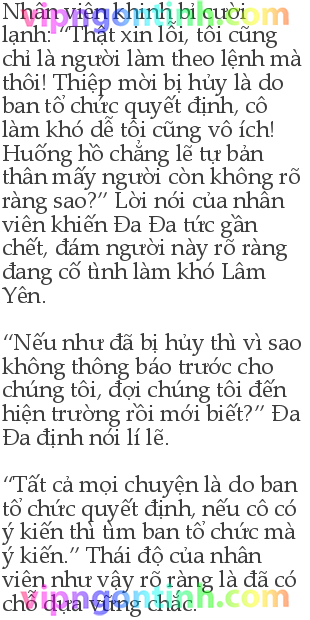 Nhân viên khinh bỉ cười
vipngontinh.com
lạnh: “Thật xin lỗi, tôi cũng
chỉ là người làm theo lệnh mà
thôi! Thiệp mời bị hủy là do
ban tổ chức quyết định, cô
làm khó dễ tôi cũng vô ích!
Huống hồ chẳng lẽ tự bản
thân mấy người còn không rõ
ràng sao?” Lời nói của nhân
viên khiến Đa Đa tức gần
chết, đám người này rõ ràng
đang cố tình làm khó Lâm
Yên.
“Nếu như đã bị hủy thì vì sao
không thông báo trước cho
chúng tôi, đợi chúng tôi đến
hiện trường rồi mới biết?” Đa
Đa định nói lí lẽ.
“Tất cả mọi chuyện là do ban
tổ chức quyết định, nếu cô có
ý kiến thì tìm ban tổ chức mà
ý kiến.” Thái độ của nhân
viên như vậy rõ ràng là đã có
chỗ dựa vững chắc.
vipngontinh.com